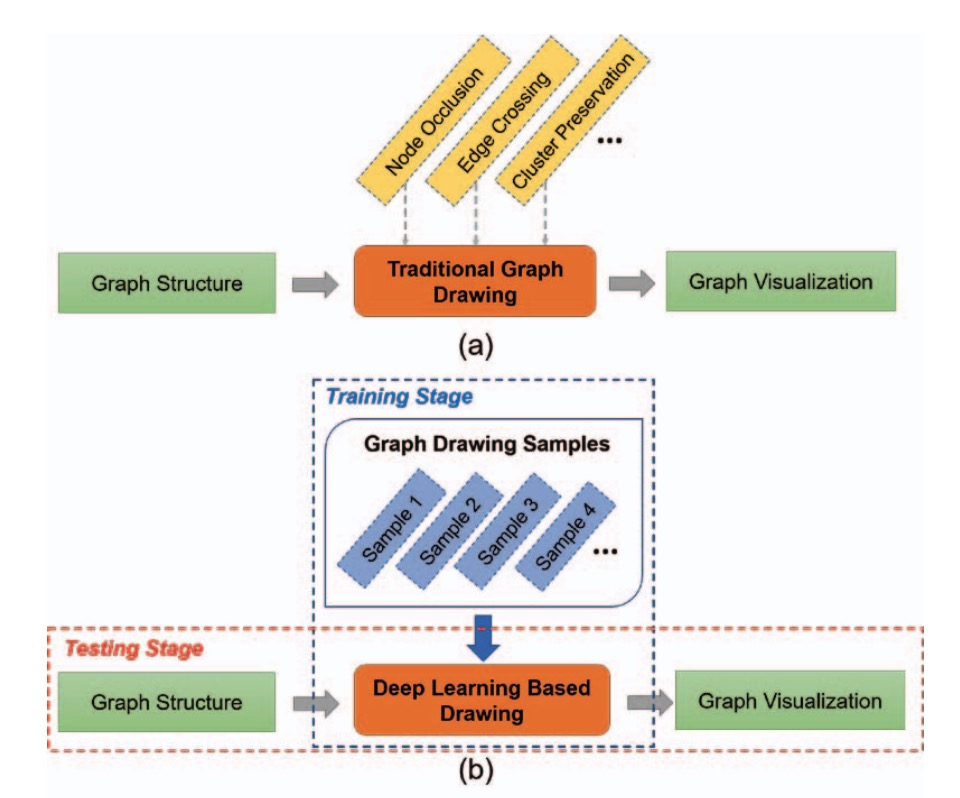 Node Occlusion
Edge Crossing
Cluster Preservation
...
Graph Structure
Traditional Graph
Drawing
Graph Visualization
(a)
Training Stage
Graph Drawing Samples
Sample 1
Sample 2
Sample 3
Sample 4
...
Testing Stage
Graph Structure
Deep Learning Based
Drawing
Graph Visualization
(b)